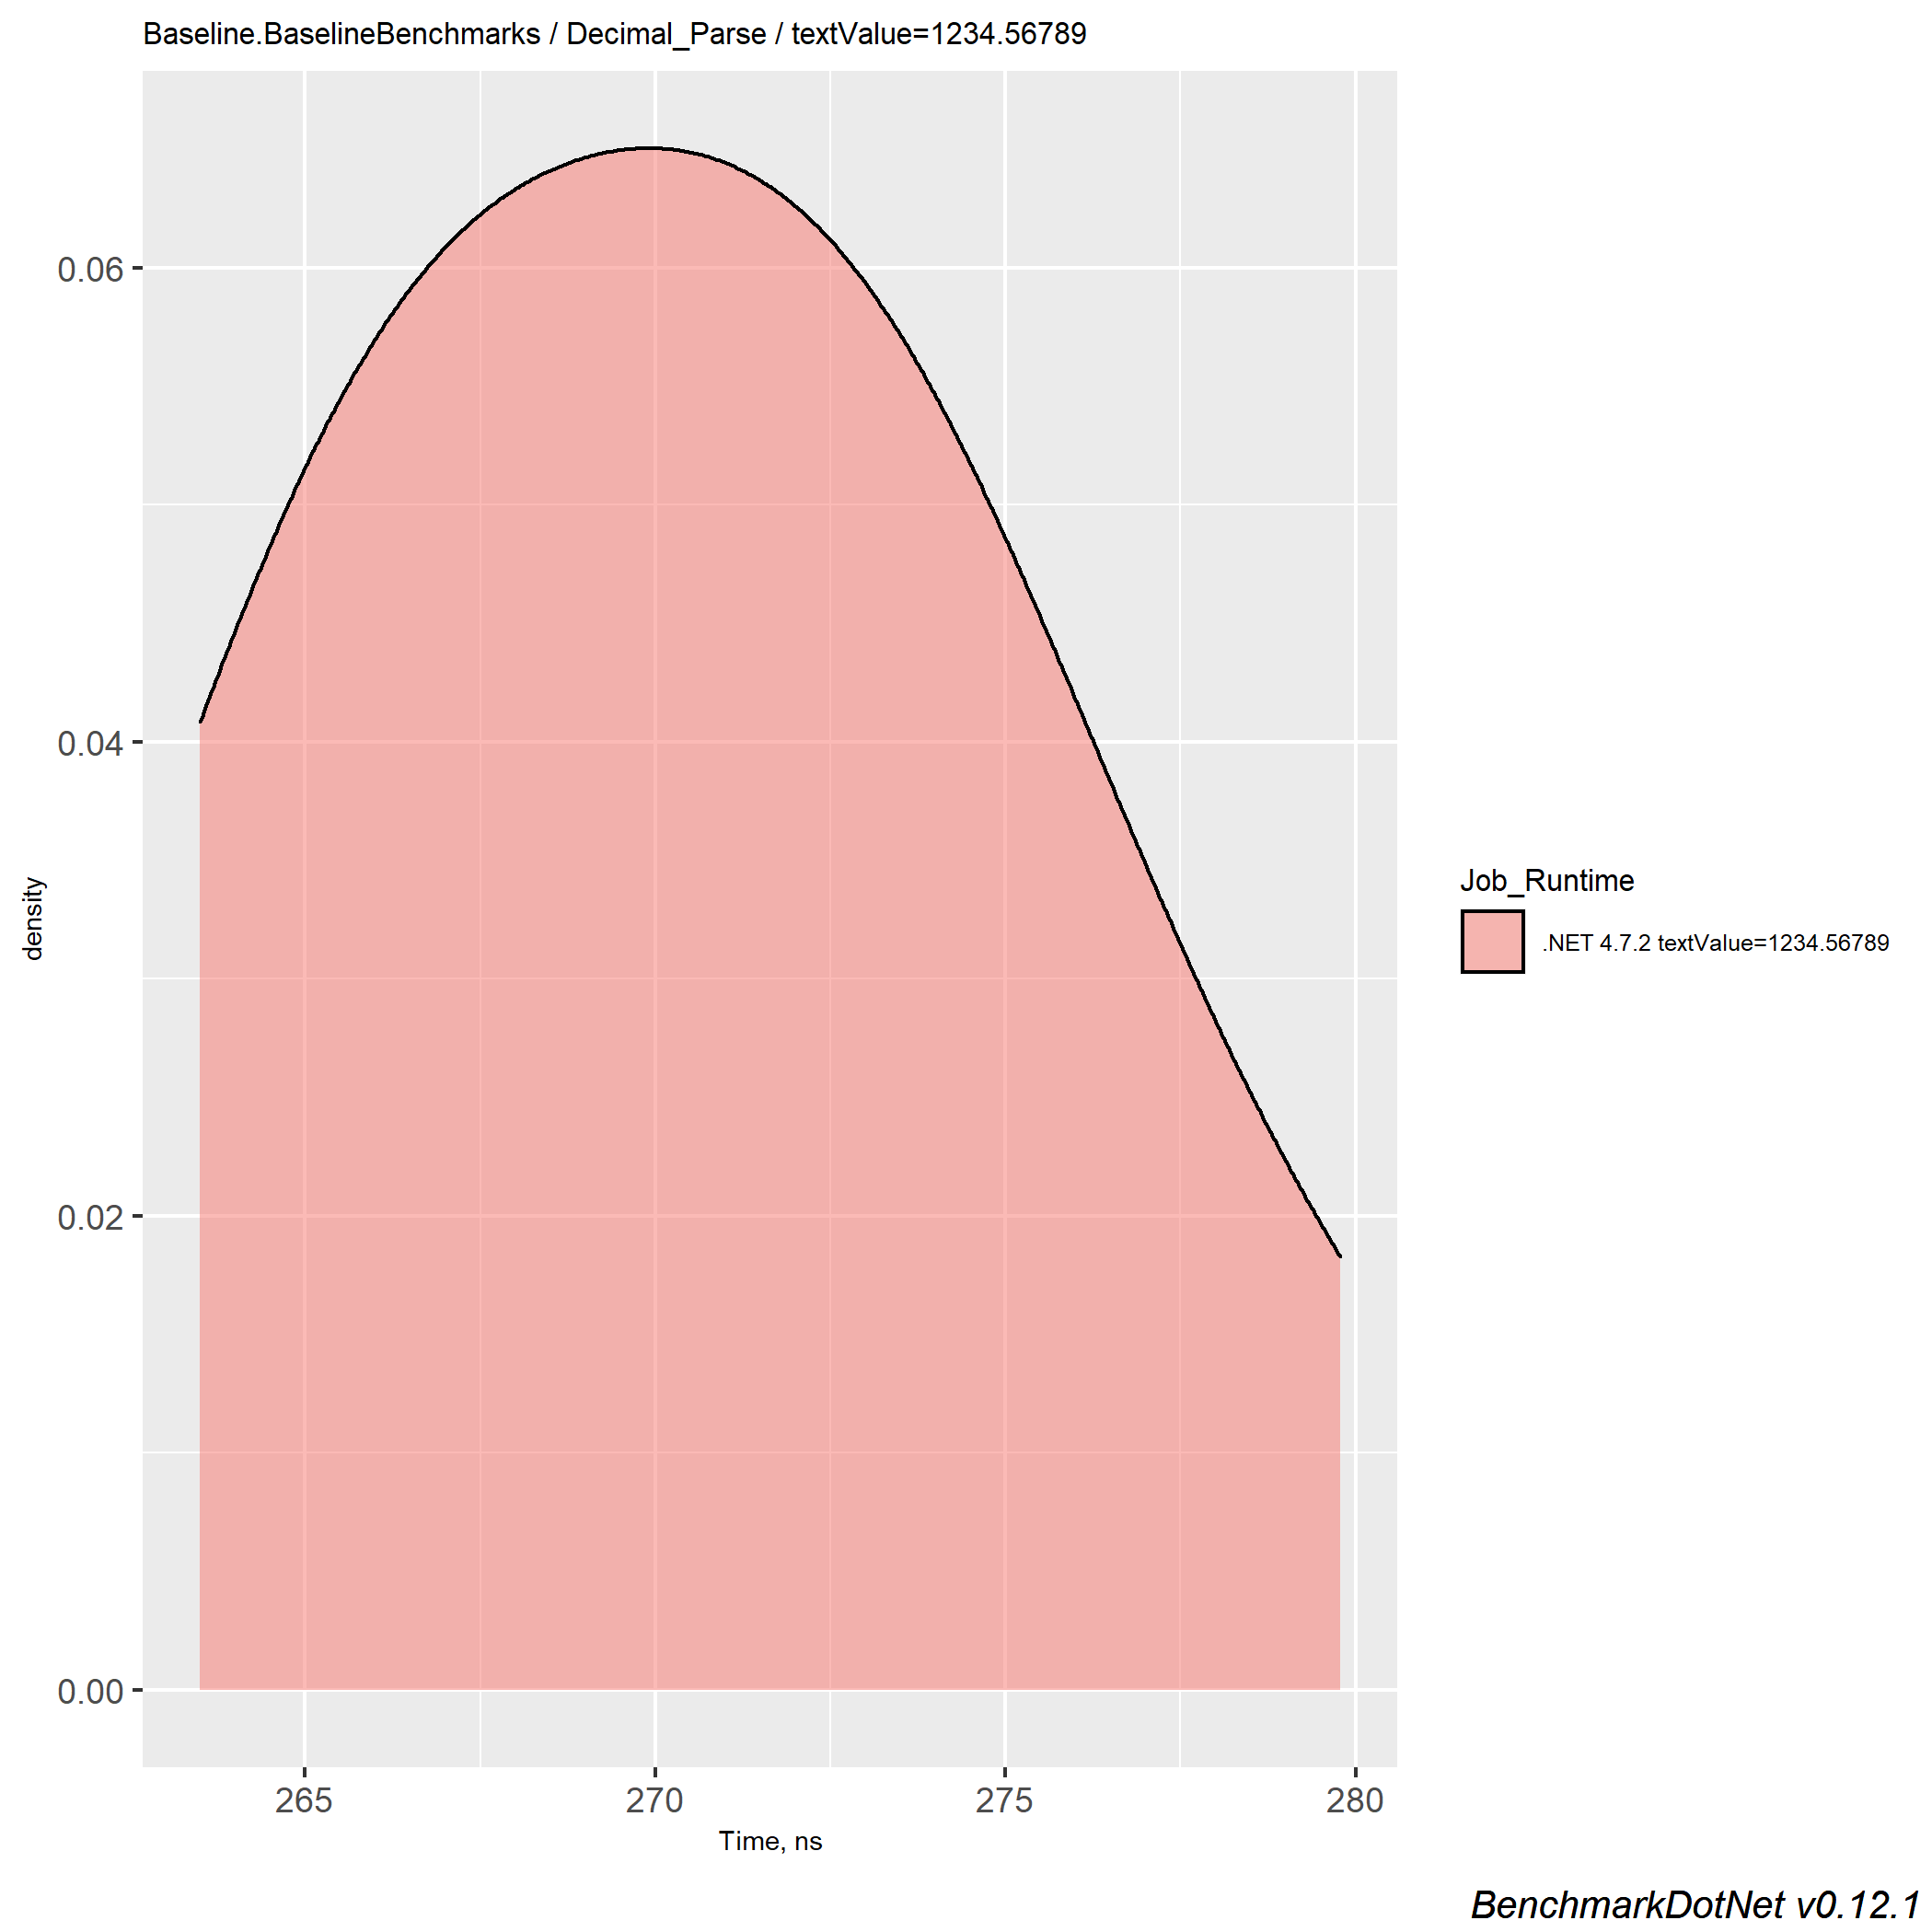 Baseline.BaselineBenchmarks / Decimal_Parse / textValue=1234.56789
0.06
0.04
0.02
0.00
density
265 270 275 280
Time, ns
Job_Runtime
.NET 4.7.2 textValue=1234.56789
BenchmarkDotNet v0.12.1